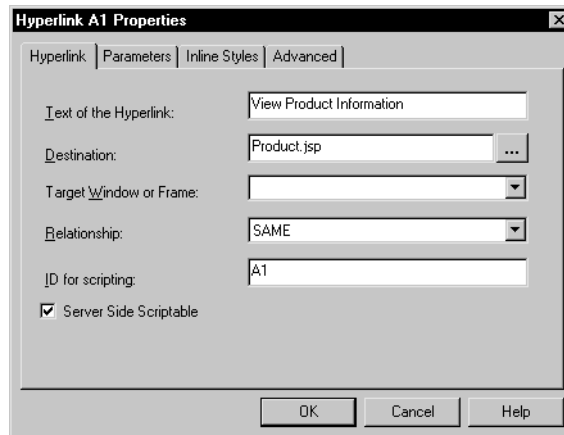 Hyperlink A1 Properties
Hyperlink Parameters Inline Styles Advanced
Text of the Hyperlink: View Product Information
Destination: Product.jsp ...
Target Window or Frame:
Relationship: SAME
ID for scripting: A1
Server Side Scriptable
OK Cancel Help